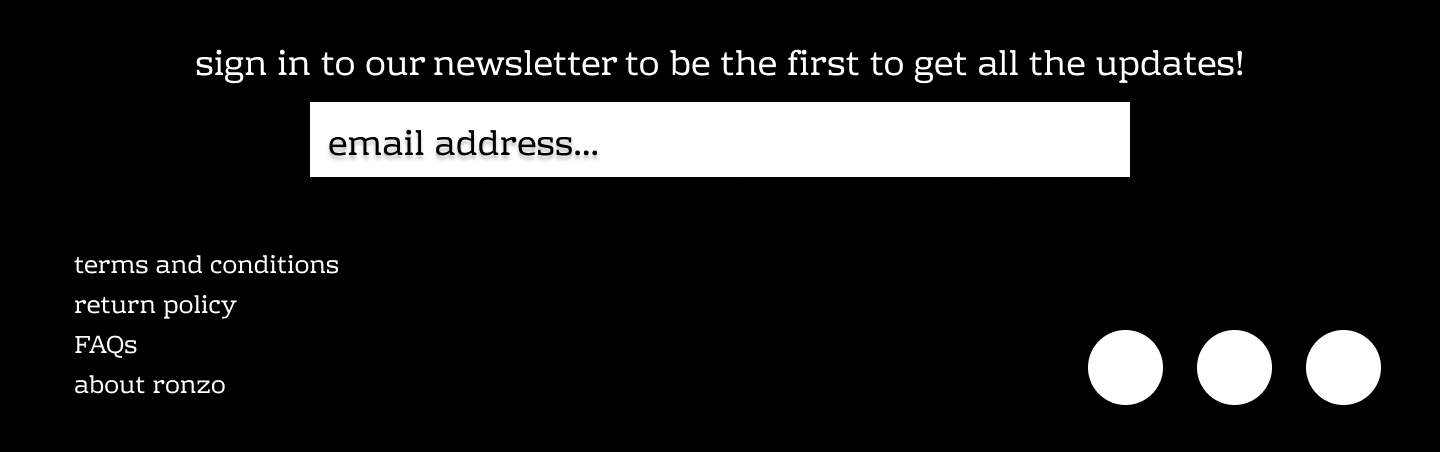 sign in to our newsletter to be the first to get all the updates!
email address...
terms and conditions
return policy
FAQs
about ronzo